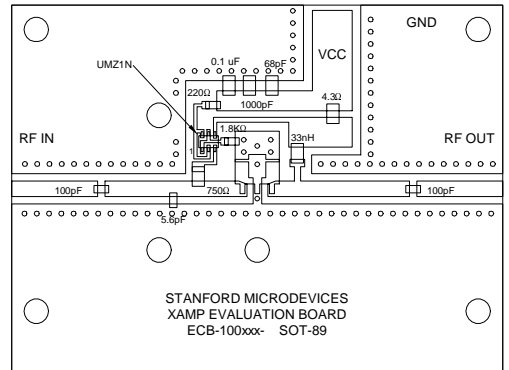 GND
VCC
0.1 uF
68pF
UMZ1N
220Ω
1000pF
4.3Ω
1.8KΩ
RF IN
33nH
RF OUT
1
100pF
750Ω
100pF
5.6pF
STANFORD MICRODEVICES
XAMP EVALUATION BOARD
ECB-100xxx- SOT-89